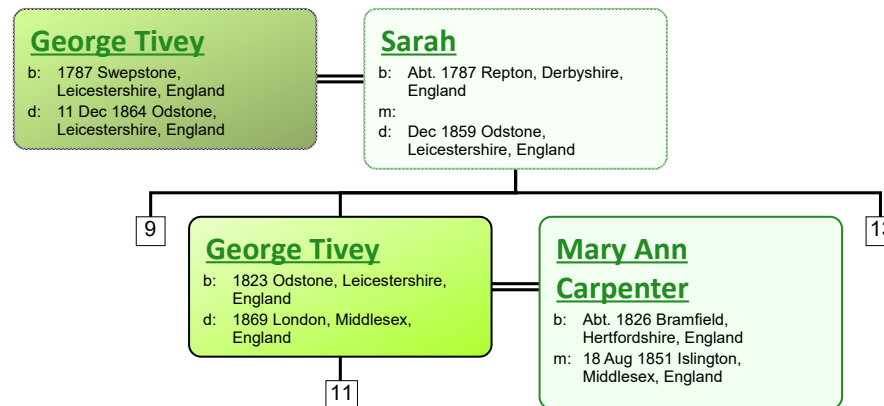 George Tivey
b: 1787 Swepstone,
Leicestershire, England
d: 11 Dec 1864 Odstone,
Leicestershire, England
Sarah
b: Abt. 1787 Repton, Derbyshire,
England
m:
d: Dec 1859 Odstone,
Leicestershire, England
9
George Tivey
b: 1823 Odstone, Leicestershire,
England
d: 1869 London, Middlesex,
England
Mary Ann
Carpenter
b: Abt. 1826 Bramfield,
Hertfordshire, England
m: 18 Aug 1851 Islington,
Middlesex, England
11